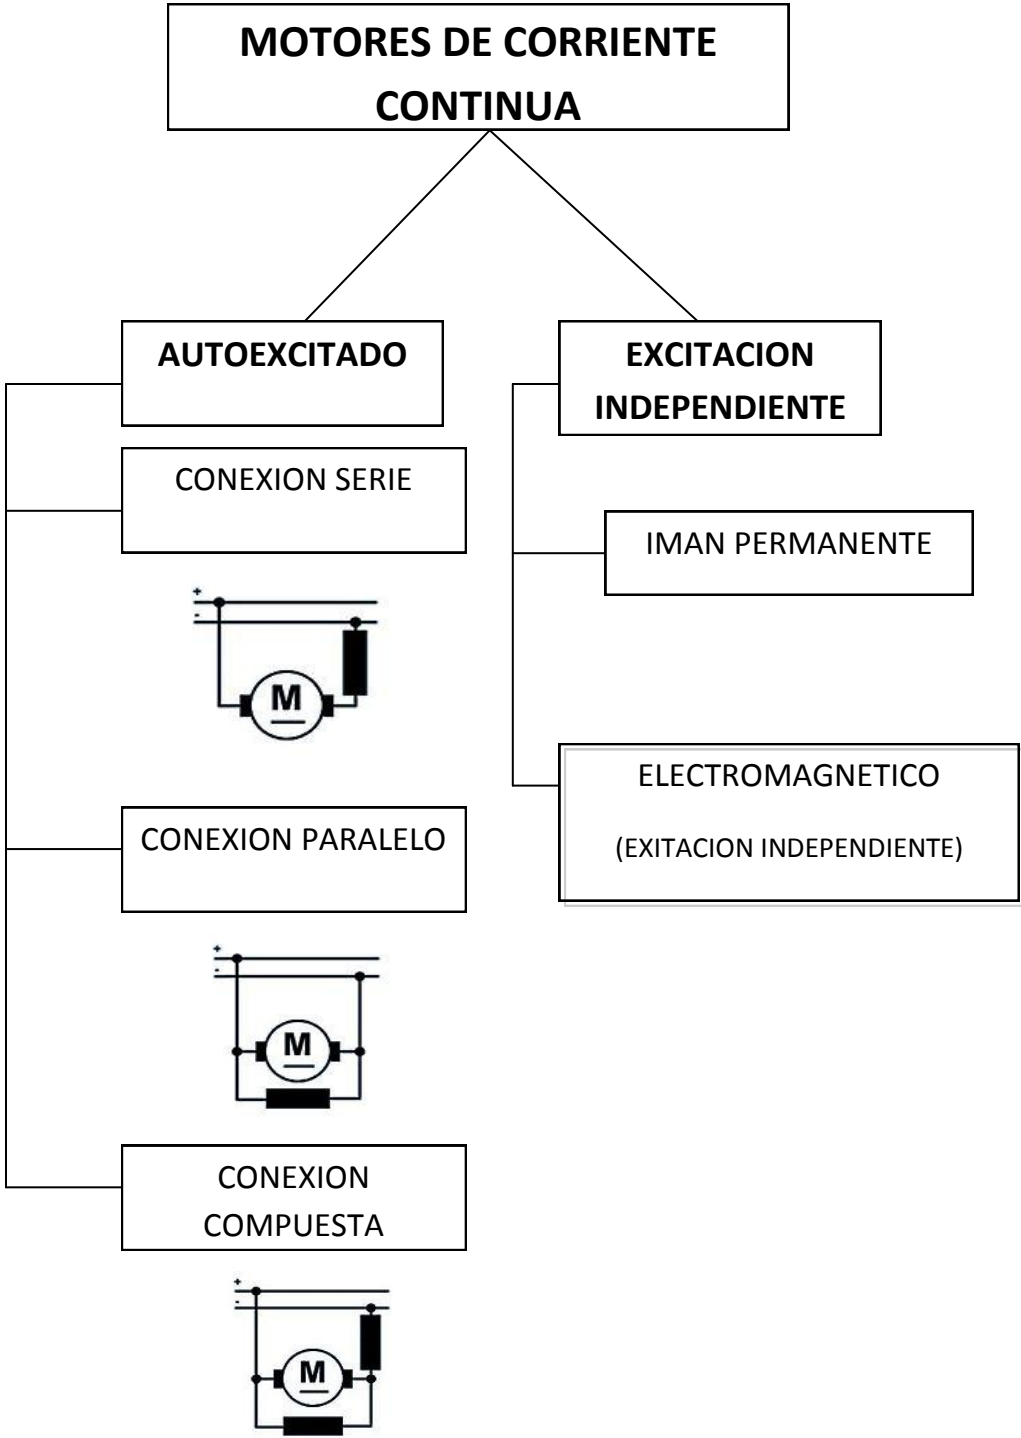 MOTORES DE CORRIENTE
CONTINUA
AUTOEXCITADO
EXCITACION
INDEPENDIENTE
CONEXION SERIE
IMAN PERMANENTE
+
-
M
ELECTROMAGNETICO
(EXITACION INDEPENDIENTE)
CONEXION PARALELO
+
-
M
CONEXION
COMPUESTA
+
-
M